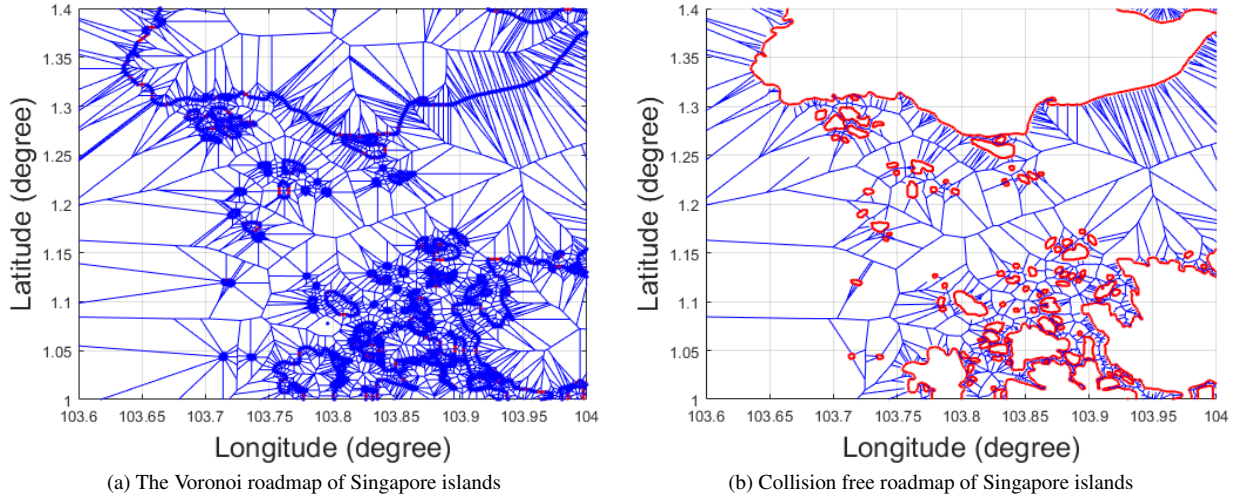 1.4
1.35
1.3
1.25
1.2
1.15
1.1
1.05
1
Latitude (degree)
103.6 103.65 103.7 103.75 103.8 103.85 103.9 103.95 104
Longitude (degree)
(a) The Voronoi roadmap of Singapore islands
1.4
1.35
1.3
1.25
1.2
1.15
1.1
1.05
1
Latitude (degree)
103.6 103.65 103.7 103.75 103.8 103.85 103.9 103.95 104
Longitude (degree)
(b) Collision free roadmap of Singapore islands